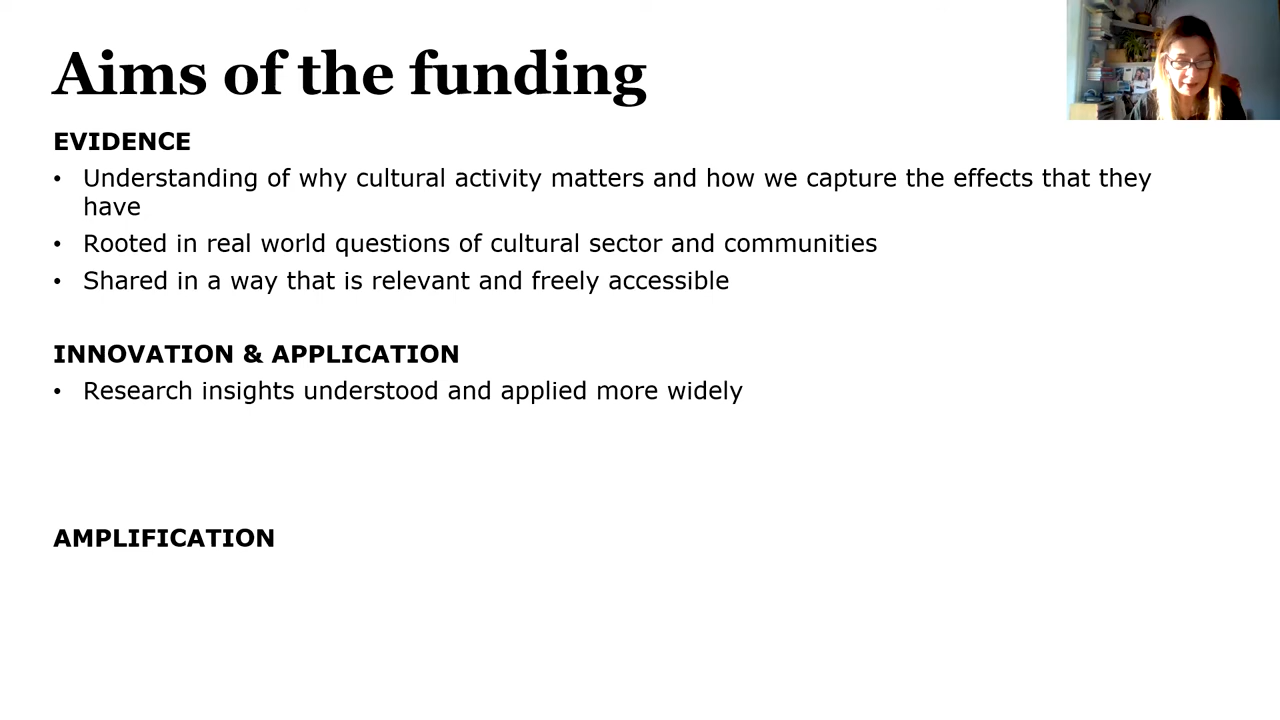 Aims of the funding
EVIDENCE
• Understanding of why cultural activity matters and how we capture the effects that they
have
• Rooted in real world questions of cultural sector and communities
• Shared in a way that is relevant and freely accessible
INNOVATION & APPLICATION
• Research insights understood and applied more widely
AMPLIFICATION